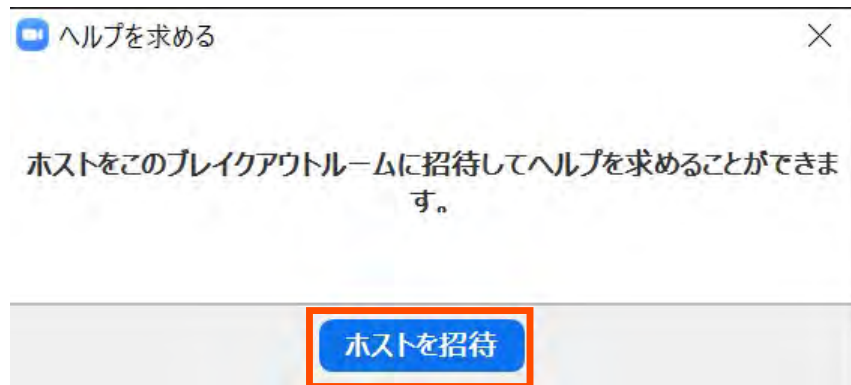 ヘルプを求める
ホストをこのブレイクアウトルームに招待してヘルプを求めることができま
す。
ホストを招待